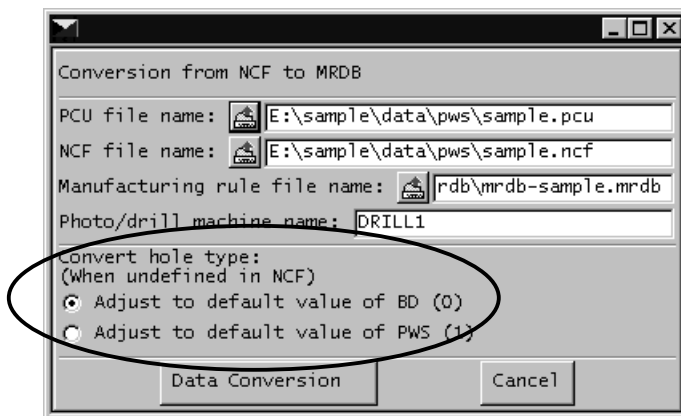 Conversion from NCF to MRDB
PCU file name: E:\sample\data\pws\sample.pcu
NCF file name: E:\sample\data\pws\sample.ncf
Manufacturing rule file name: rdb\mrdb-sample.mrdb
Photo/drill machine name: DRILL1
Convert hole type:
(When undefined in NCF)
Adjust to default value of BD (0)
Adjust to default value of PWS (1)
Data Conversion Cancel